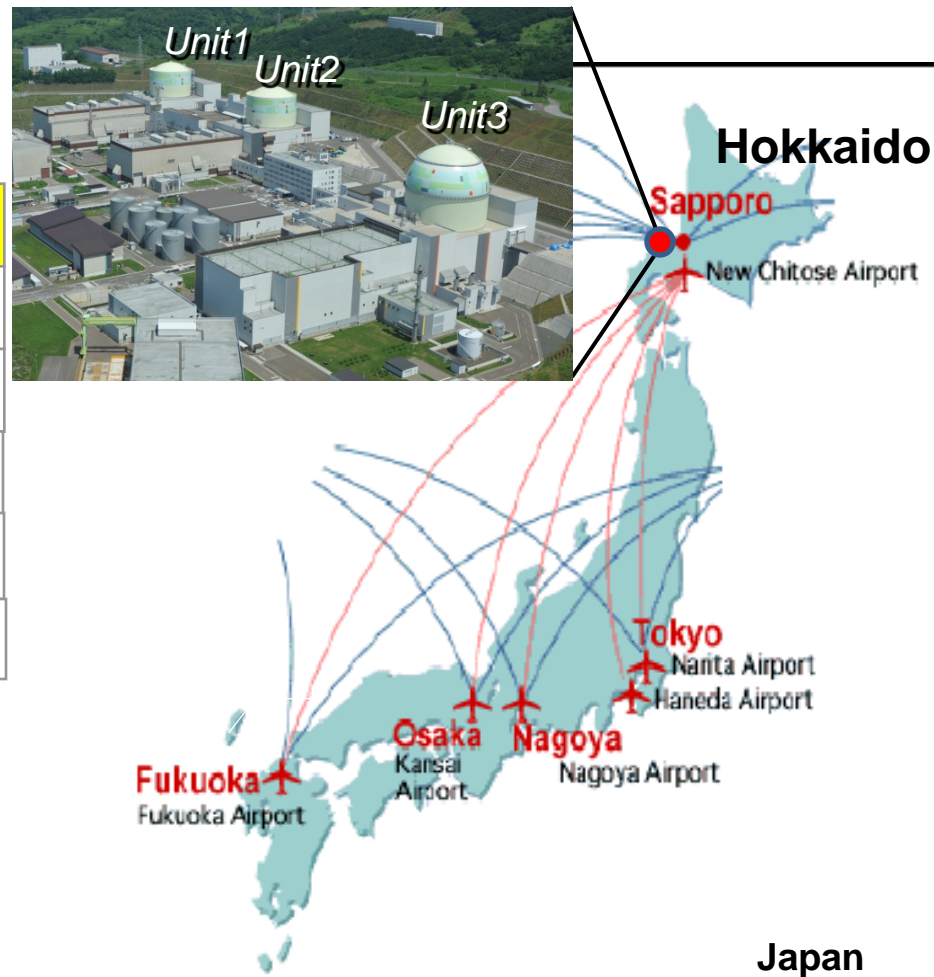 Unit1
Unit2
Unit3
Hokkaido
Sapporo
New Chitose Airport
Tokyo
Narita Airport
Haneda Airport
Osaka
Kansai
Airport
Nagoya
Nagoya Airport
Fukuoka
Fukuoka Airport
Japan